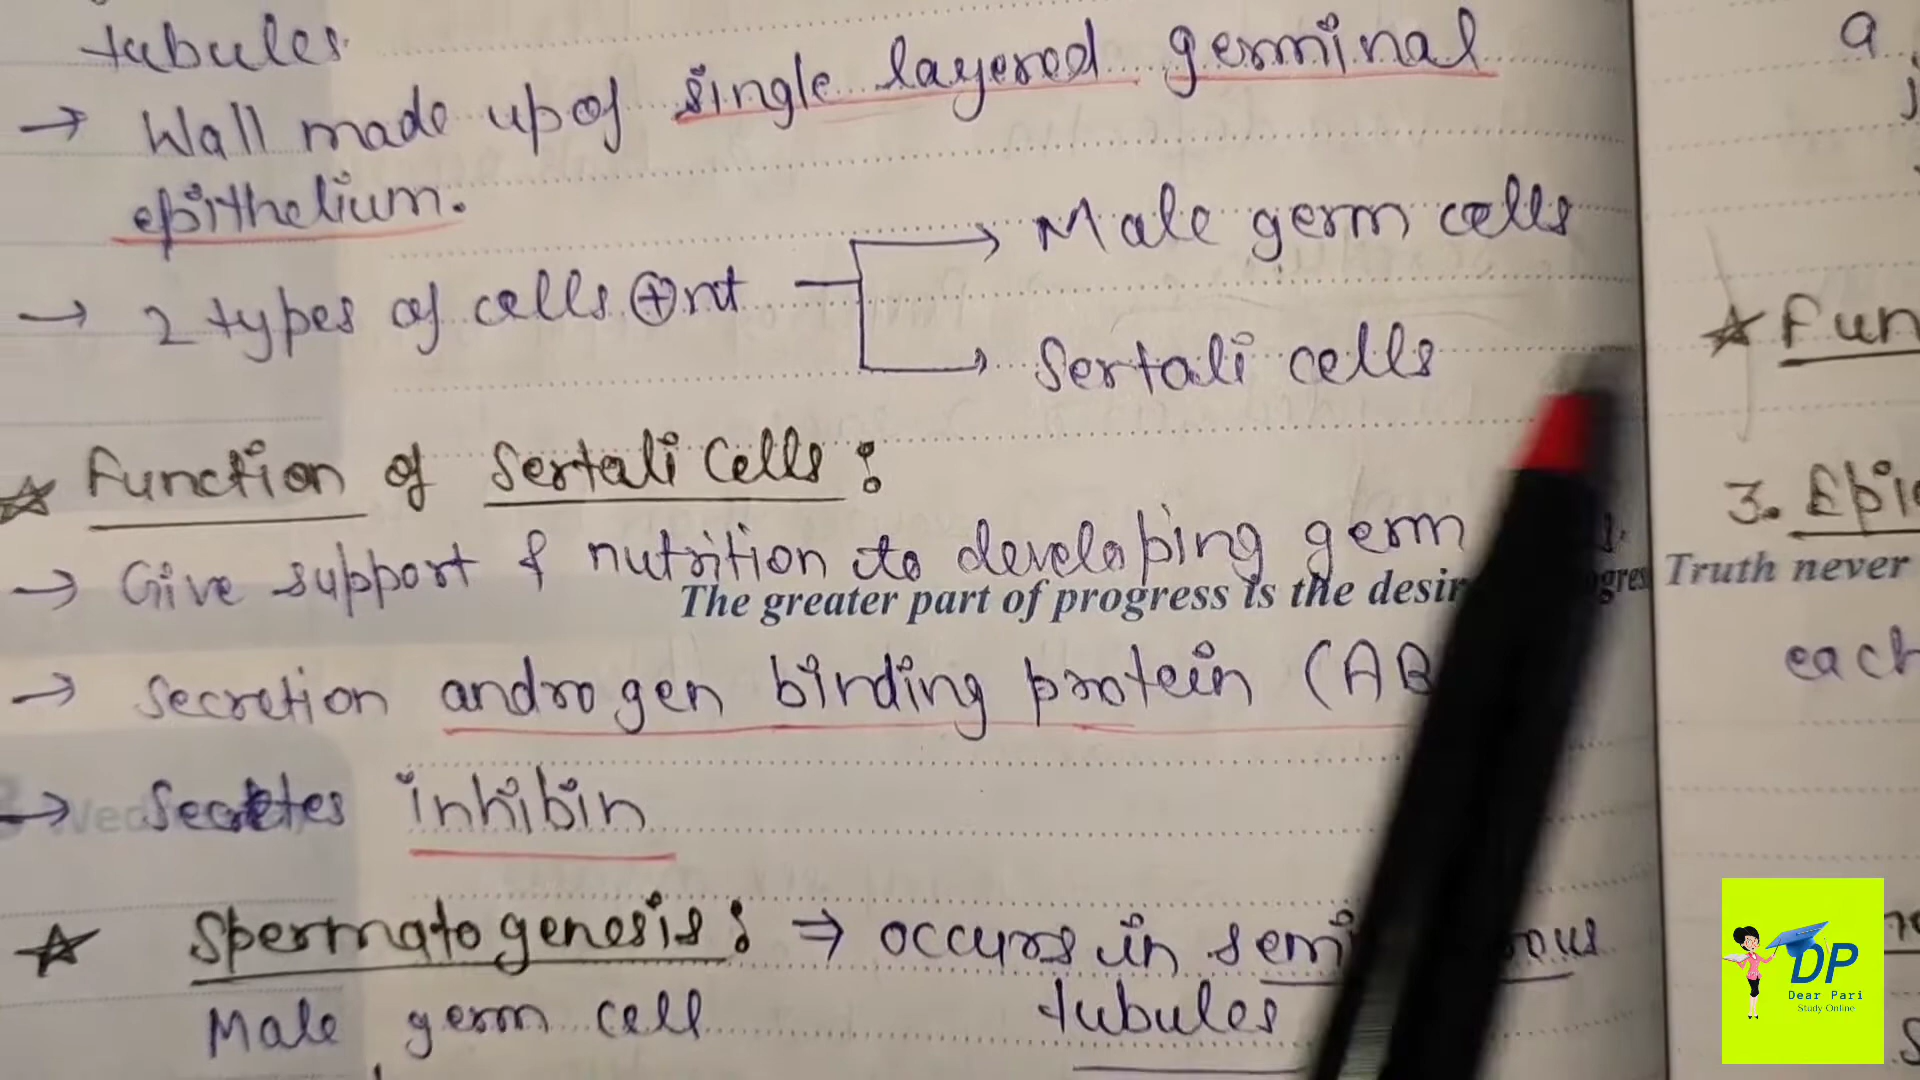 tubules.
→ Wall made up of single layered germinal
epithelium.
→ 2 types of cells ⊕nt
Male germ cells
Sertali cells
☆ Function of Sertali Cells :
→ Give support & nutrition to developing germ
The greater part of progress is the desire
→ Secretion androgen binding protein (AB
→ Secretes inhibin
☆ Spermatogenesis : ⇒ occurs in semi
tubules
Male germ cell
a
☆ Fun
3. Epi
Truth never
each
DP
Dear Pari
Study Online